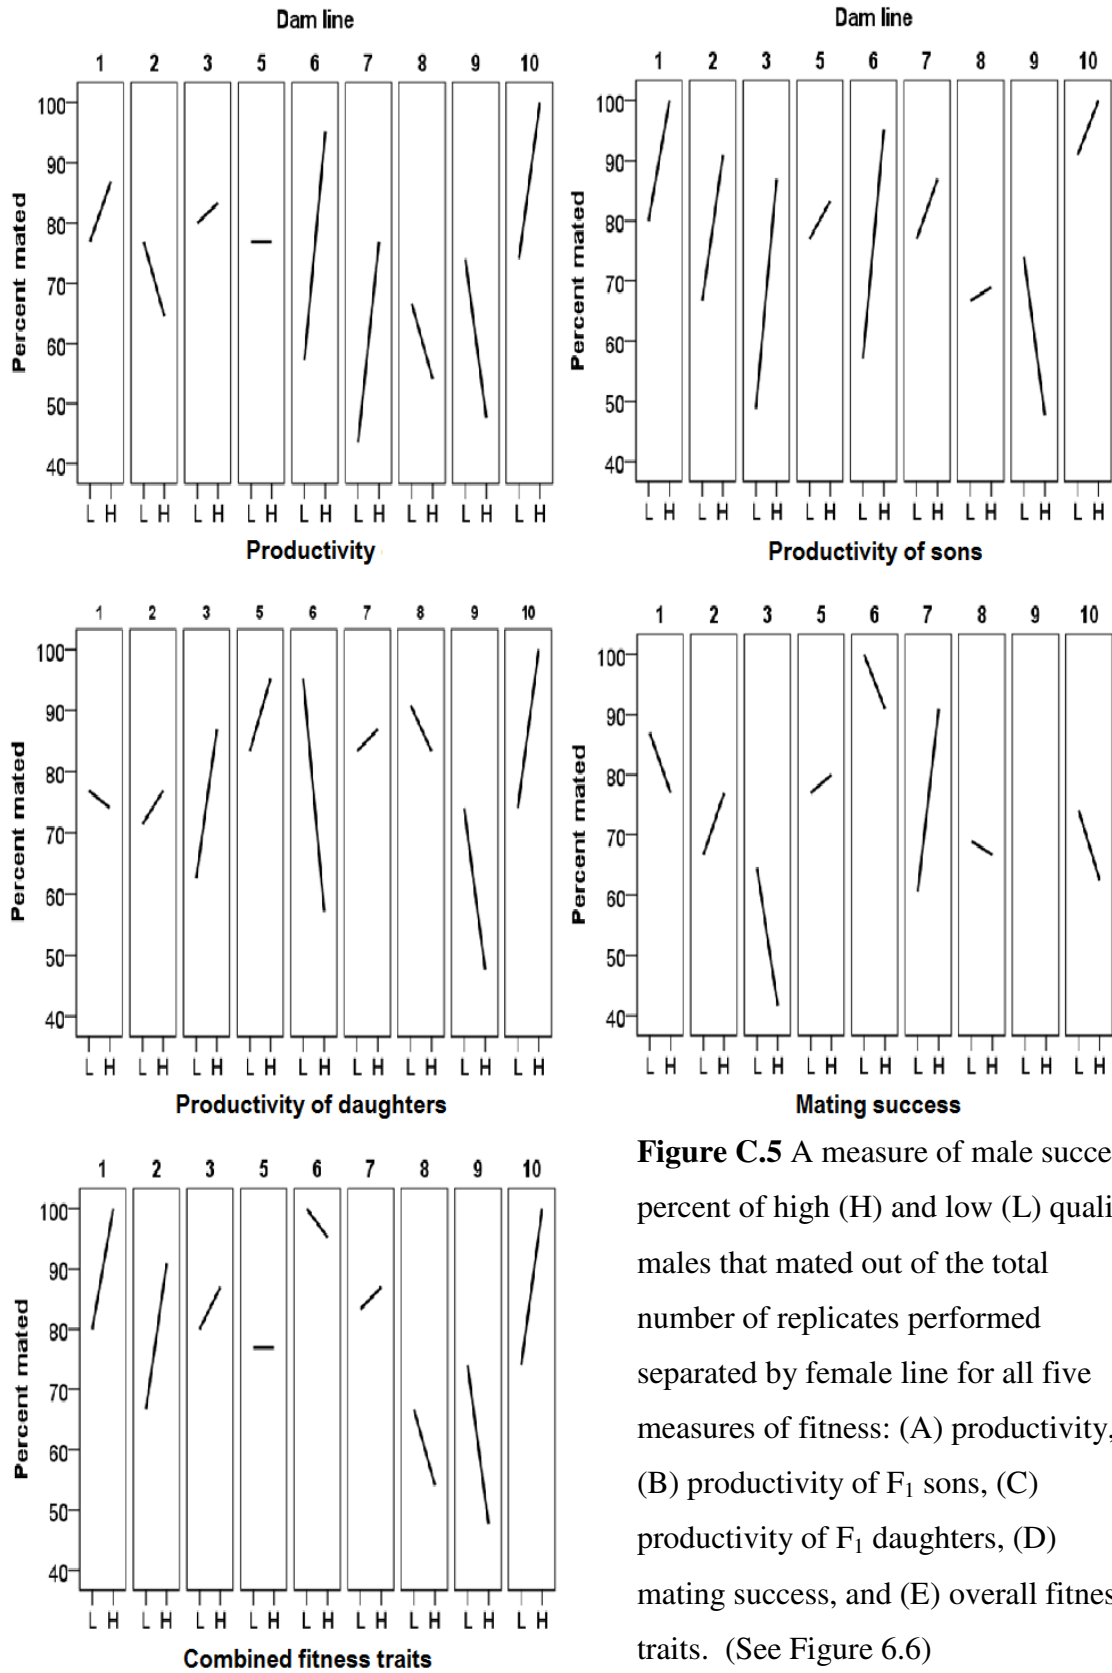 Dam line
1 2 3 5 6 7 8 9 10
100
90
80
70
60
50
40
Percent mated
L H L H L H L H L H L H L H L H L H
Productivity
Dam line
1 2 3 5 6 7 8 9 10
100
90
80
70
60
50
40
Percent mated
L H L H L H L H L H L H L H L H L H
Productivity of sons
1 2 3 5 6 7 8 9 10
100
90
80
70
60
50
40
Percent mated
L H L H L H L H L H L H L H L H L H
Productivity of daughters
1 2 3 5 6 7 8 9 10
100
90
80
70
60
50
40
Percent mated
L H L H L H L H L H L H L H L H L H
Mating success
1 2 3 5 6 7 8 9 10
100
90
80
70
60
50
40
Percent mated
L H L H L H L H L H L H L H L H L H
Combined fitness traits
Figure C.5 A measure of male succe
percent of high (H) and low (L) quali
males that mated out of the total
number of replicates performed
separated by female line for all five
measures of fitness: (A) productivity,
(B) productivity of F1 sons, (C)
productivity of F1 daughters, (D)
mating success, and (E) overall fitnes
traits. (See Figure 6.6)